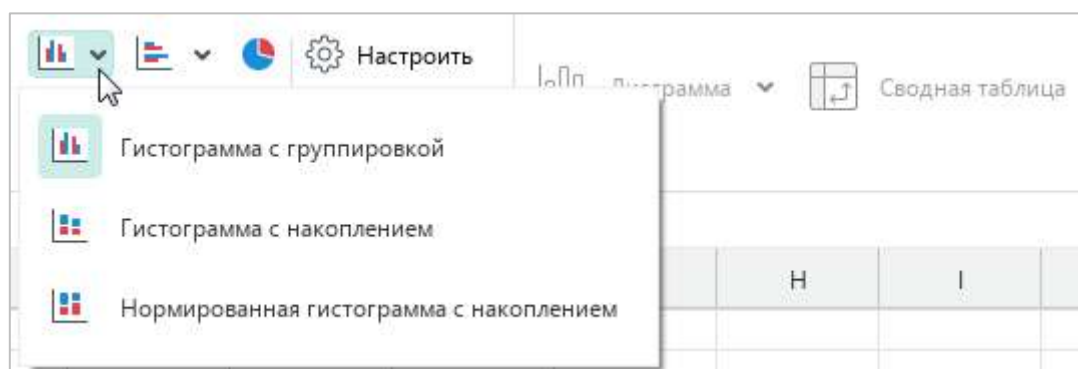 Настроить
Сводная таблица
Гистограмма с группировкой
Гистограмма с накоплением
Нормированная гистограмма с накоплением
H I